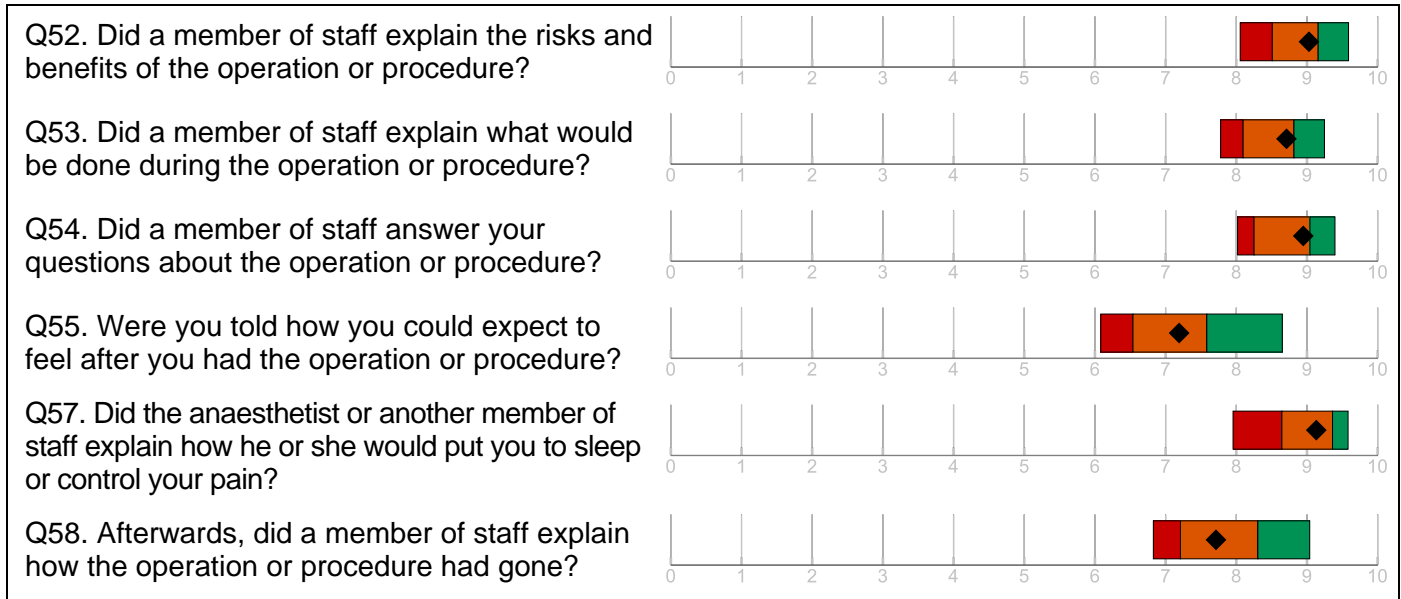 Q52. Did a member of staff explain the risks and
benefits of the operation or procedure?
0 1 2 3 4 5 6 7 8 9 10
Q53. Did a member of staff explain what would
be done during the operation or procedure?
0 1 2 3 4 5 6 7 8 9 10
Q54. Did a member of staff answer your
questions about the operation or procedure?
0 1 2 3 4 5 6 7 8 9 10
Q55. Were you told how you could expect to
feel after you had the operation or procedure?
0 1 2 3 4 5 6 7 8 9 10
Q57. Did the anaesthetist or another member of
staff explain how he or she would put you to sleep
or control your pain?
0 1 2 3 4 5 6 7 8 9 10
Q58. Afterwards, did a member of staff explain
how the operation or procedure had gone?
0 1 2 3 4 5 6 7 8 9 10